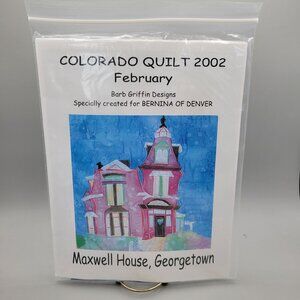 COLORADO QUILT 2002
February
Barb Griffin Designs
Specially created for BERNINA OF DENVER
Maxwell House, Georgetown